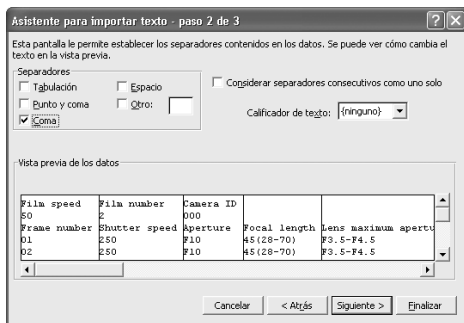 Asistente para importar texto - paso 2 de 3
Esta pantalla le permite establecer los separadores contenidos en los datos. Se puede ver cómo cambia el
texto en la vista previa.
Separadores
Tabulación Espacio
Punto y coma Otro:
Coma
Considerar separadores consecutivos como uno solo
Calificador de texto: {ninguno}
Vista previa de los datos
Film speed Film number Camera ID
50 2 000
Frame number Shutter speed Aperture Focal length Lens maximum apertu
01 250 F10 45(28-70) F3.5-F4.5
02 250 F10 45(28-70) F3.5-F4.5
Cancelar < Atrás Siguiente > Finalizar